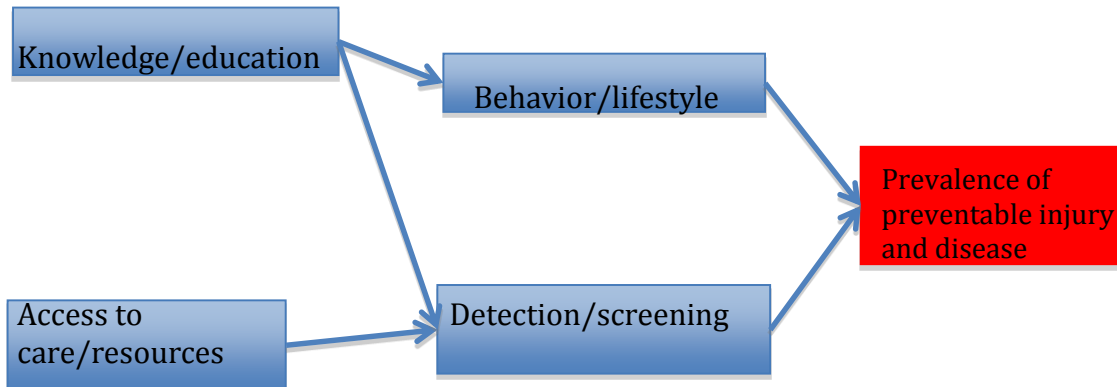 Knowledge/education
Behavior/lifestyle
Prevalence of
preventable injury
and disease
Access to
care/resources
Detection/screening